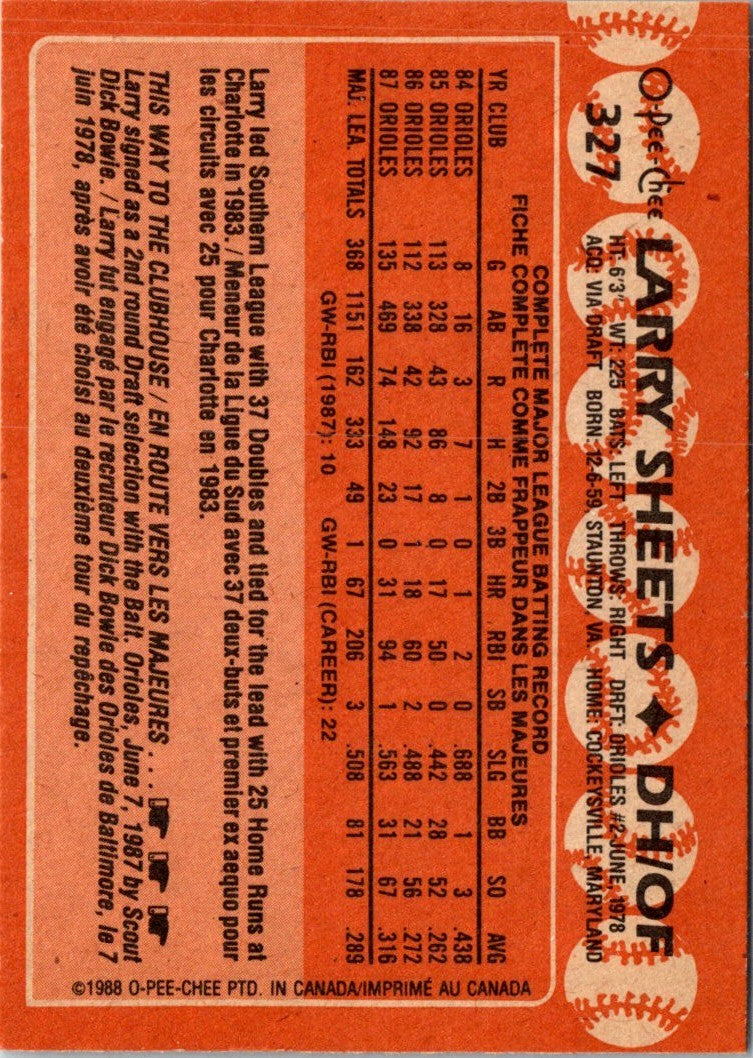 O-Pee-Chee
327
LARRY SHEETS ♦ DH/OF
HT: 6'3" WT: 225 BATS: LEFT THROWS: RIGHT DRFT: ORIOLES #2-JUNE, 1978
ACQ: VIA DRAFT BORN: 12-6-59, STAUNTON VA. HOME: COCKEYSVILLE, MARYLAND
COMPLETE MAJOR LEAGUE BATTING RECORD
FICHE COMPLETE COMME FRAPPEUR DANS LES MAJEURES
YR CLUB G AB R H 2B 3B HR RBI SB SLG BB SO AVG
84 ORIOLES 8 16 3 7 1 0 1 2 0 .688 1 3 .438
85 ORIOLES 113 328 43 86 8 0 17 50 0 .442 28 52 .262
86 ORIOLES 112 338 42 92 17 1 18 60 2 .488 21 56 .272
87 ORIOLES 135 469 74 148 23 0 31 94 1 .563 31 67 .316
MAJ. LEA. TOTALS 368 1151 162 333 49 1 67 206 3 .508 81 178 .289
GW-RBI (1987): 10 GW-RBI (CAREER): 22
Larry led Southern League with 37 Doubles and tied for the lead with 25 Home Runs at
Charlotte in 1983. / Meneur de la Ligue du Sud avec 37 deux-buts et premier ex aequo pour
les circuits avec 25 pour Charlotte en 1983.
THIS WAY TO THE CLUBHOUSE / EN ROUTE VERS LES MAJEURES . . .
Larry signed as a 2nd round Draft selection with the Balt. Orioles, June 7, 1987 by Scout
Dick Bowie. / Larry fut engagé par le recruteur Dick Bowie des Orioles de Baltimore, le 7
juin 1978, après avoir été choisi au deuxième tour du repêchage.
©1988 O-PEE-CHEE PTD. IN CANADA/IMPRIMÉ AU CANADA